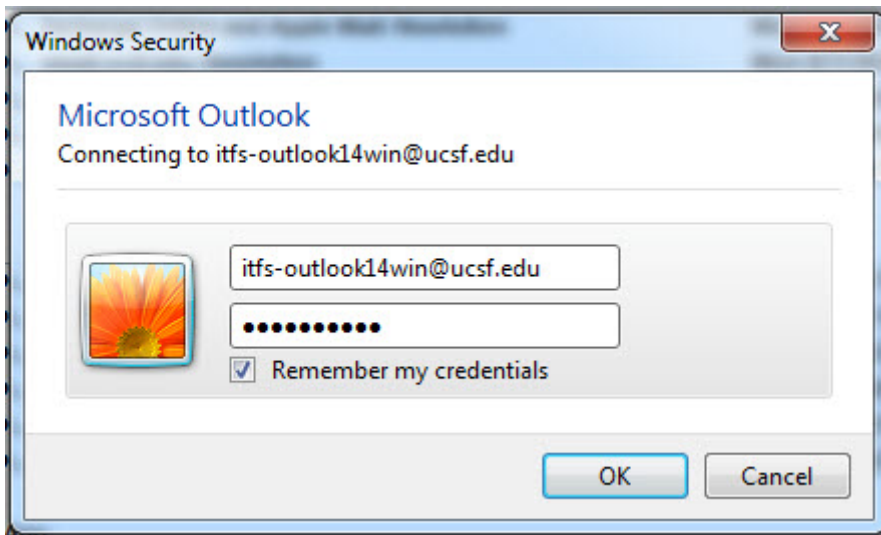 Windows Security
Microsoft Outlook
Connecting to itfs-outlook14win@ucsf.edu
itfs-outlook14win@ucsf.edu
●●●●●●●●●●
Remember my credentials
OK
Cancel